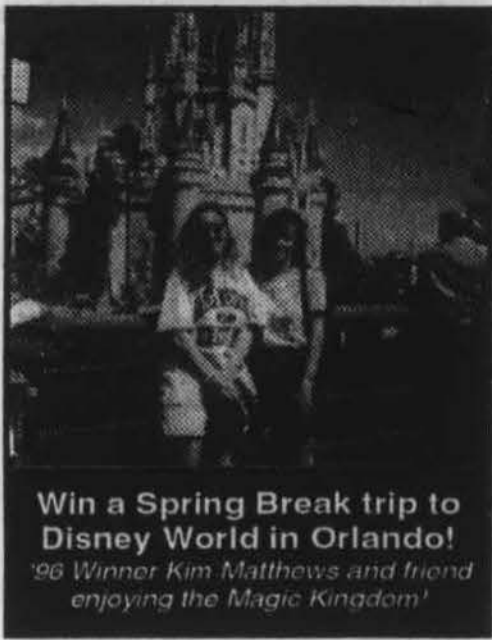 Win a Spring Break trip to
Disney World in Orlando!
'96 Winner Kim Matthews and friend
enjoying the Magic Kingdom'